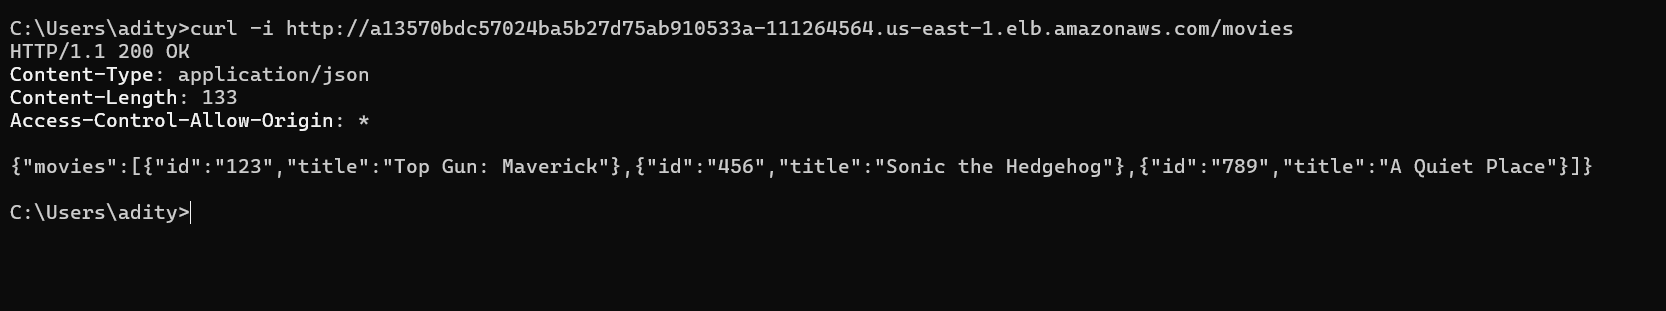 C:\Users\adity>curl -i http://a13570bdc57024ba5b27d75ab910533a-111264564.us-east-1.elb.amazonaws.com/movies
HTTP/1.1 200 OK
Content-Type: application/json
Content-Length: 133
Access-Control-Allow-Origin: *
{"movies":[{"id":"123","title":"Top Gun: Maverick"},{"id":"456","title":"Sonic the Hedgehog"},{"id":"789","title":"A Quiet Place"}]}
C:\Users\adity>